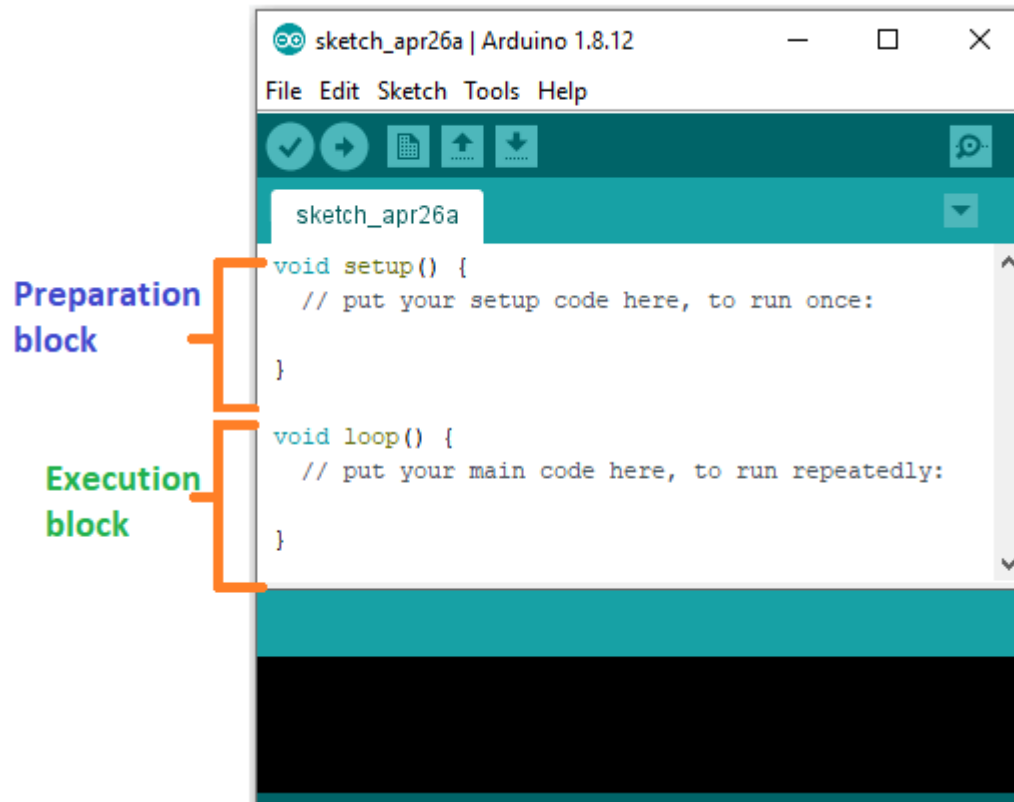 sketch_apr26a | Arduino 1.8.12
File Edit Sketch Tools Help
sketch_apr26a
Preparation
block
void setup() {
// put your setup code here, to run once:
}
Execution
block
void loop() {
// put your main code here, to run repeatedly:
}